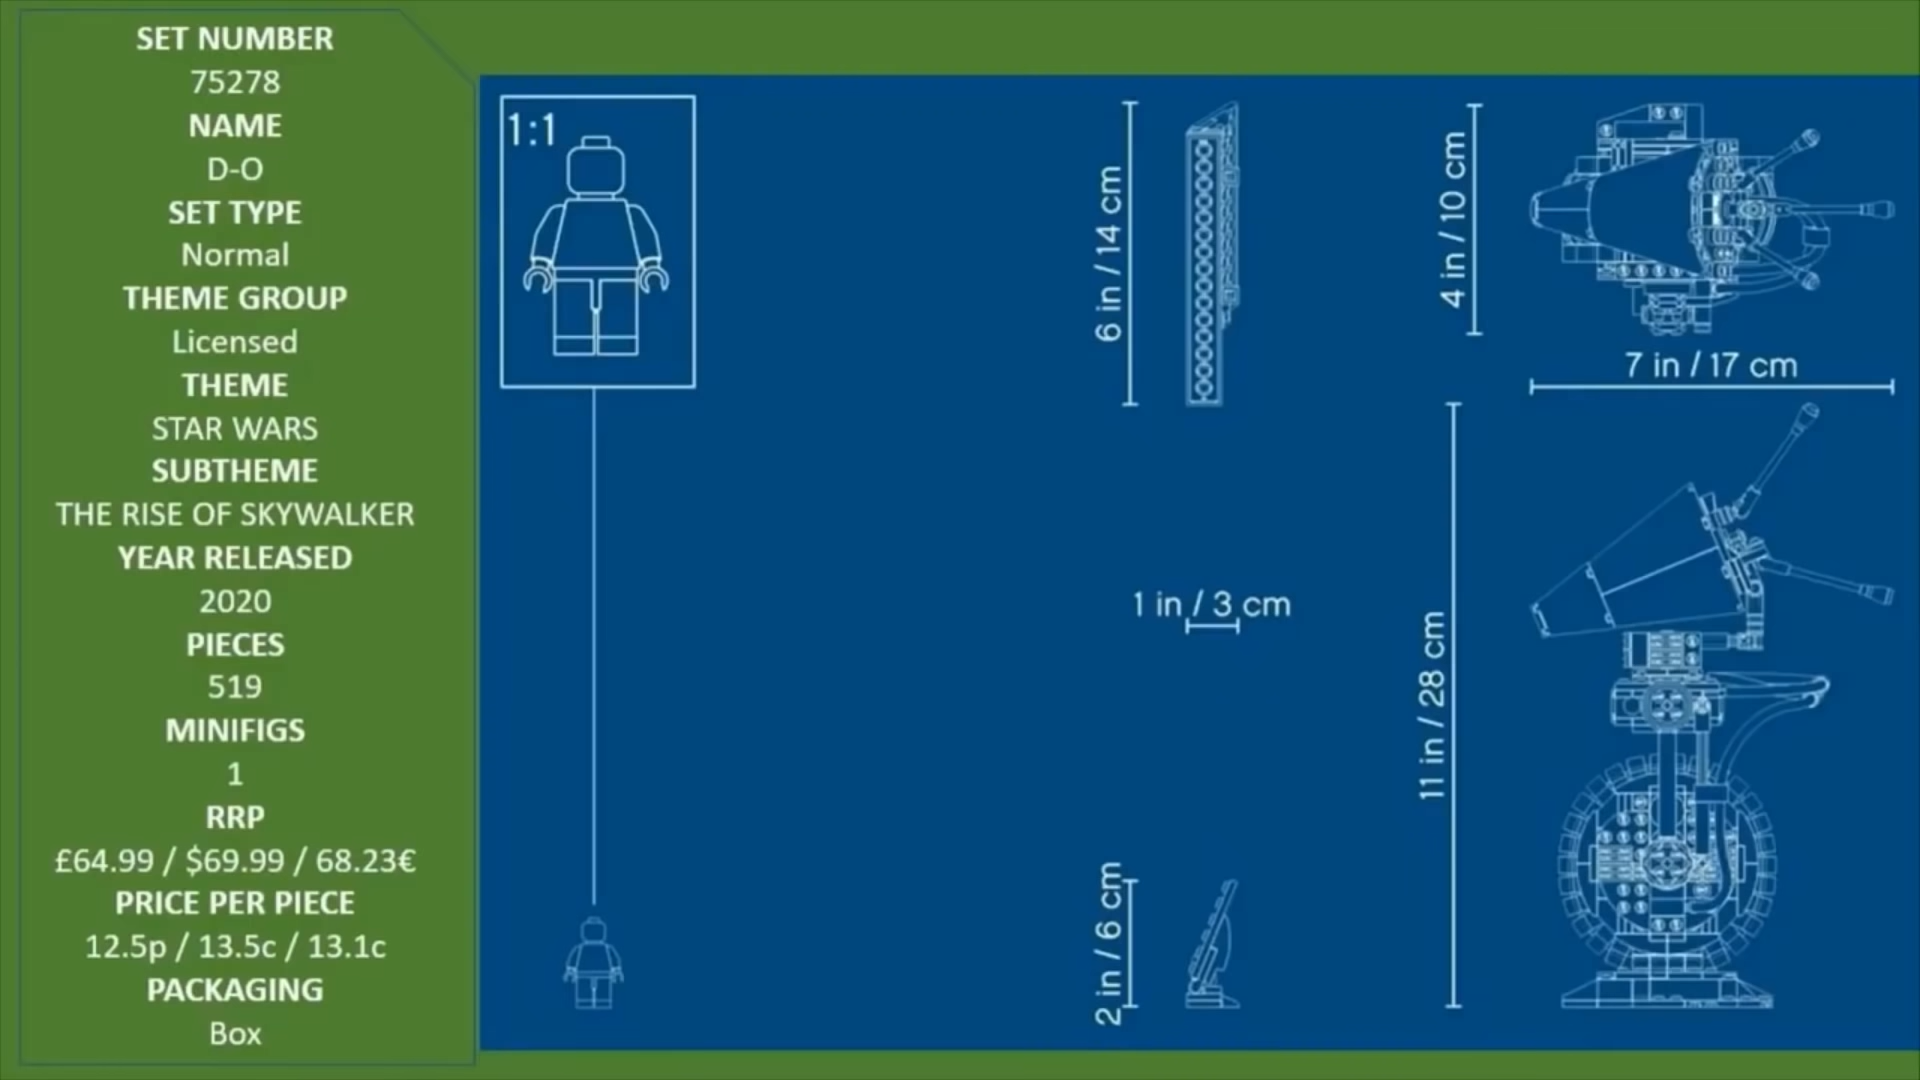 SET NUMBER
75278
NAME
D-O
SET TYPE
Normal
THEME GROUP
Licensed
THEME
STAR WARS
SUBTHEME
THE RISE OF SKYWALKER
YEAR RELEASED
2020
PIECES
519
MINIFIGS
1
RRP
£64.99 / $69.99 / 68.23€
PRICE PER PIECE
12.5p / 13.5c / 13.1c
PACKAGING
Box
1:1
6 in / 14 cm
4 in / 10 cm
7 in / 17 cm
1 in / 3 cm
11 in / 28 cm
2 in / 6 cm